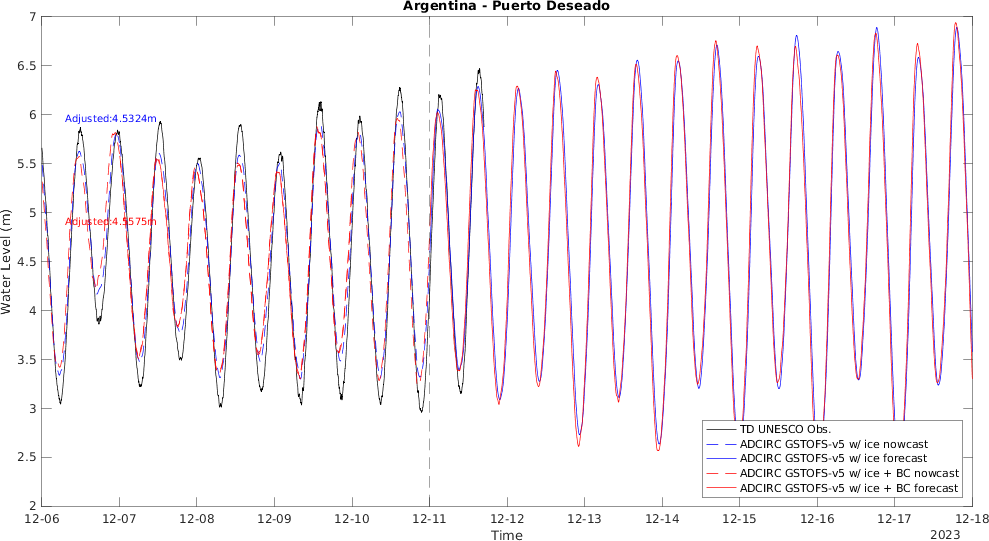 Argentina - Puerto Deseado
7
6.5
6
5.5
5
4.5
4
3.5
3
2.5
2
Water Level (m)
Adjusted:4.5324m
Adjusted:4.5575m
TD UNESCO Obs.
ADCIRC GSTOFS-v5 w/ ice nowcast
ADCIRC GSTOFS-v5 w/ ice forecast
ADCIRC GSTOFS-v5 w/ ice + BC nowcast
ADCIRC GSTOFS-v5 w/ ice + BC forecast
12-06 12-07 12-08 12-09 12-10 12-11 12-12 12-13 12-14 12-15 12-16 12-17 12-18
Time
2023